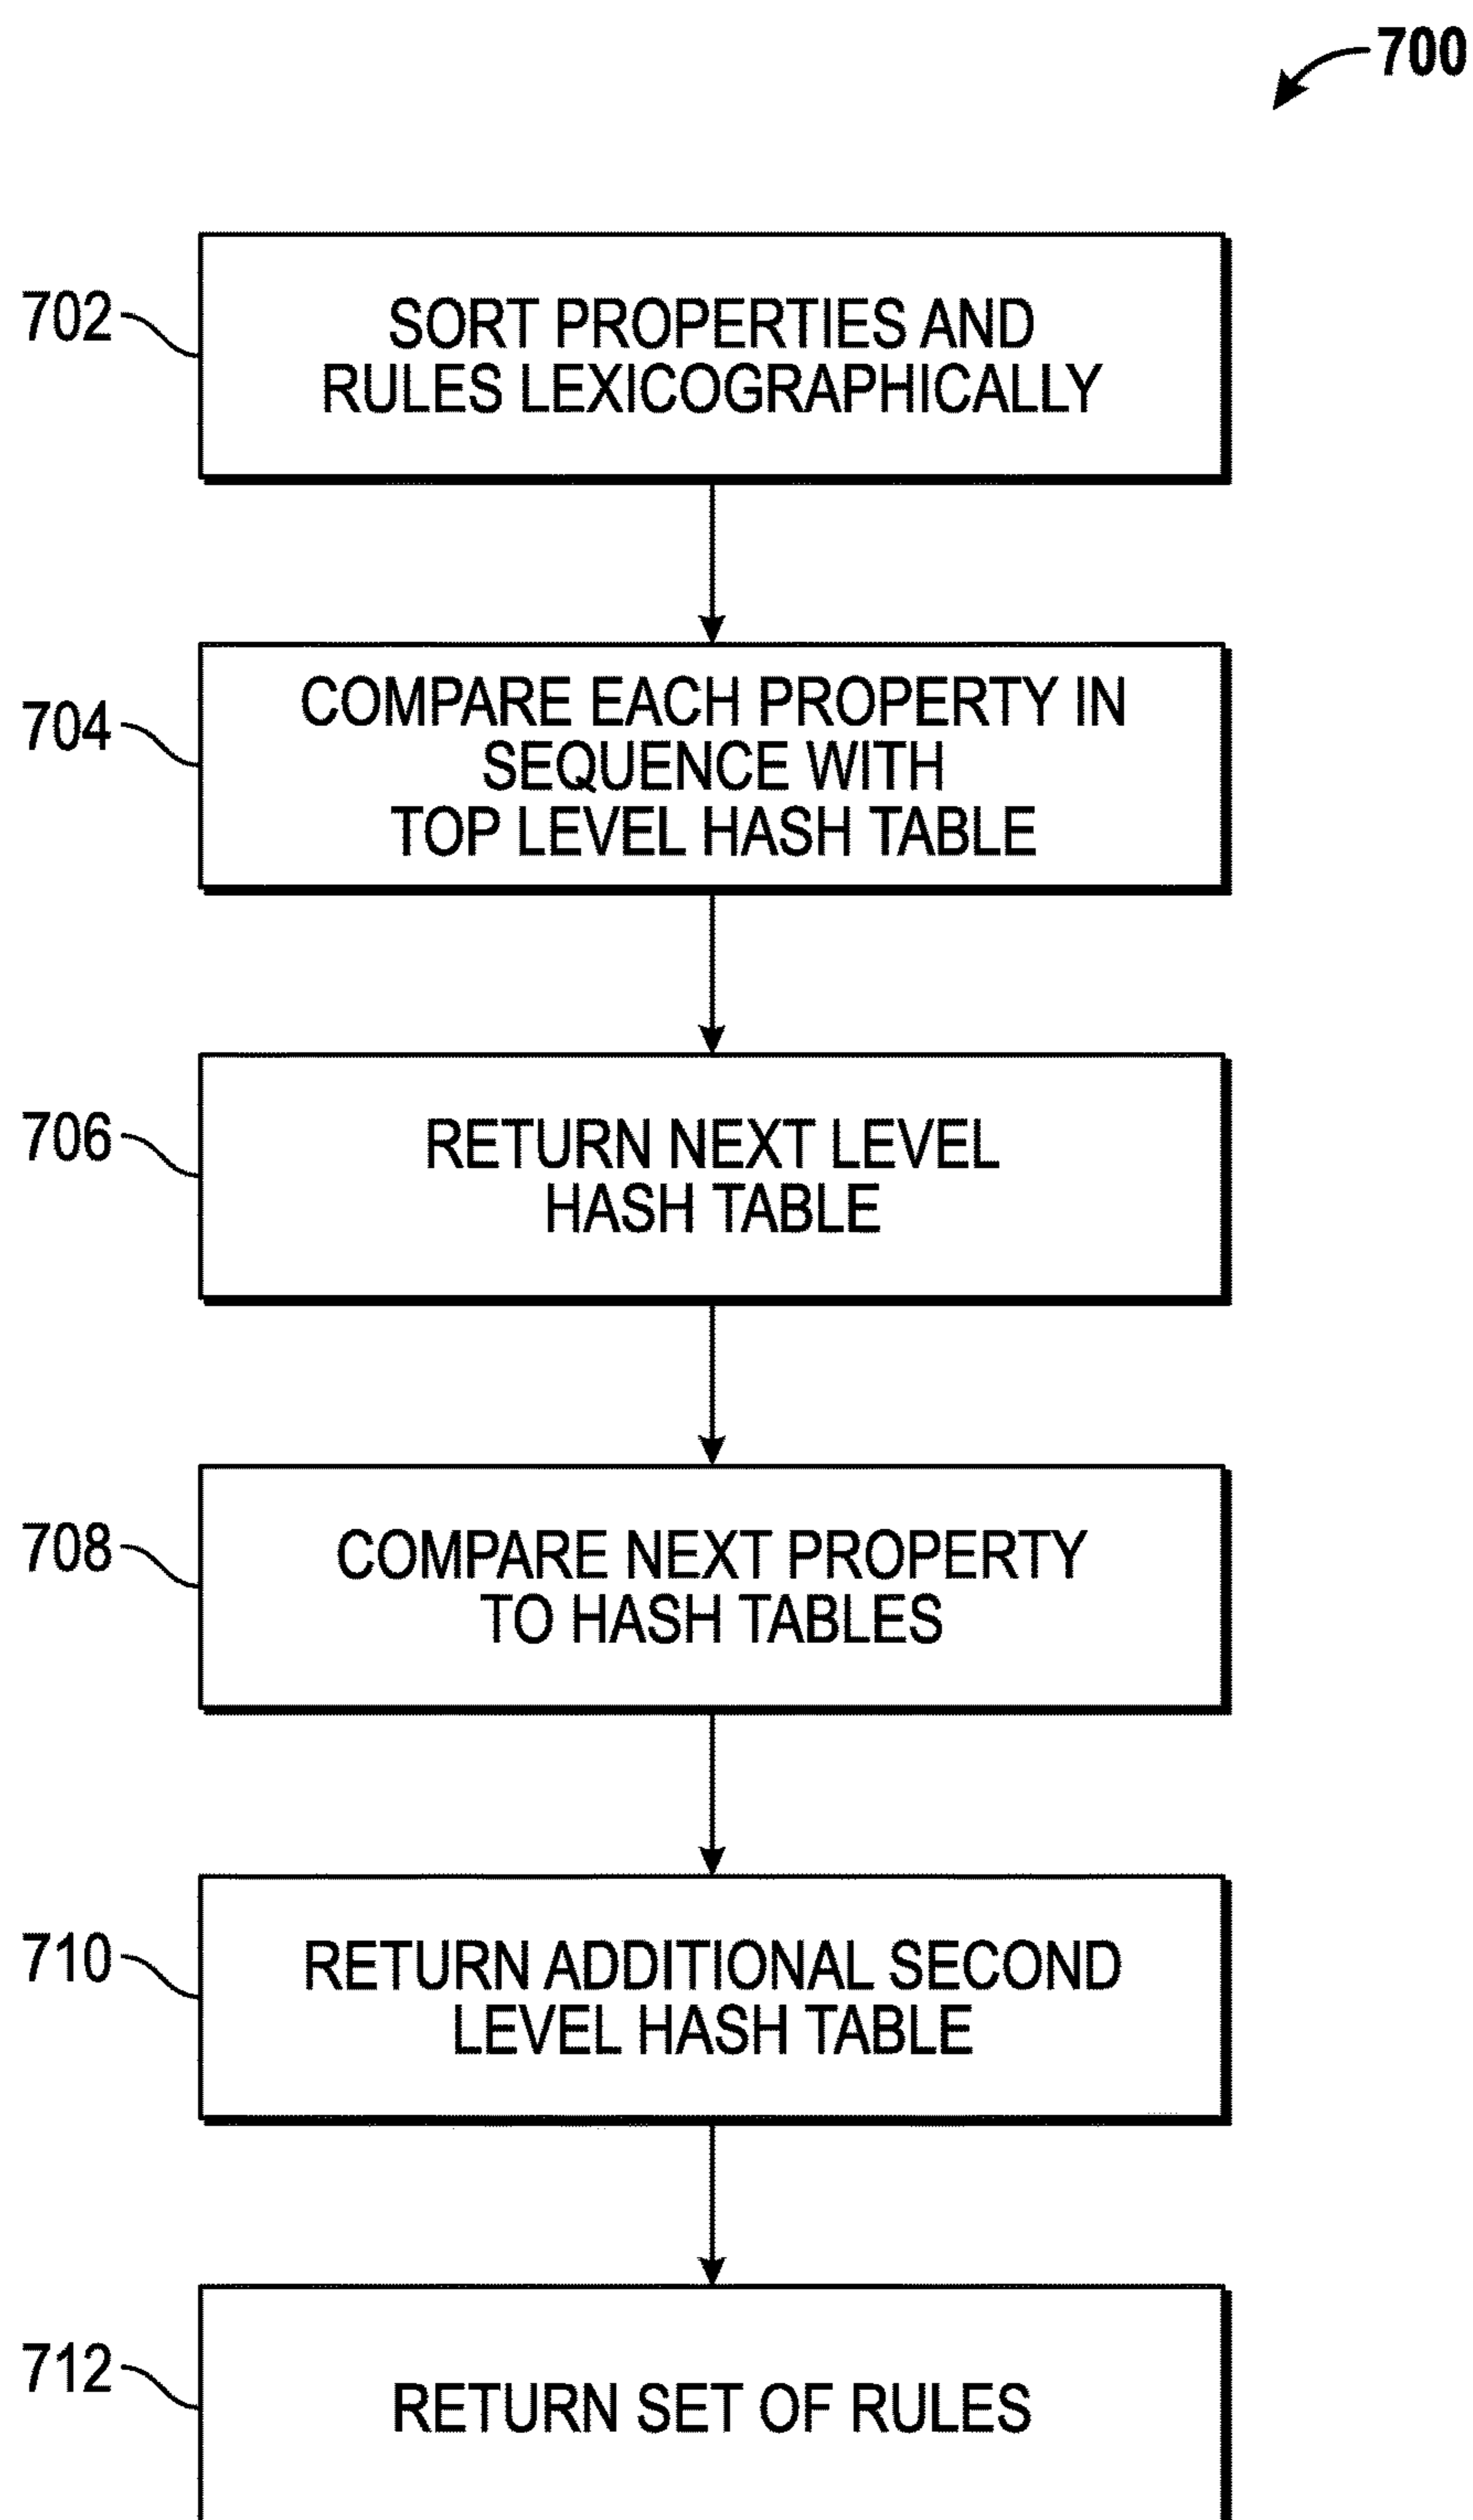 700
702
SORT PROPERTIES AND
RULES LEXICOGRAPHICALLY
704
COMPARE EACH PROPERTY IN
SEQUENCE WITH
TOP LEVEL HASH TABLE
706
RETURN NEXT LEVEL
HASH TABLE
708
COMPARE NEXT PROPERTY
TO HASH TABLES
710
RETURN ADDITIONAL SECOND
LEVEL HASH TABLE
712
RETURN SET OF RULES